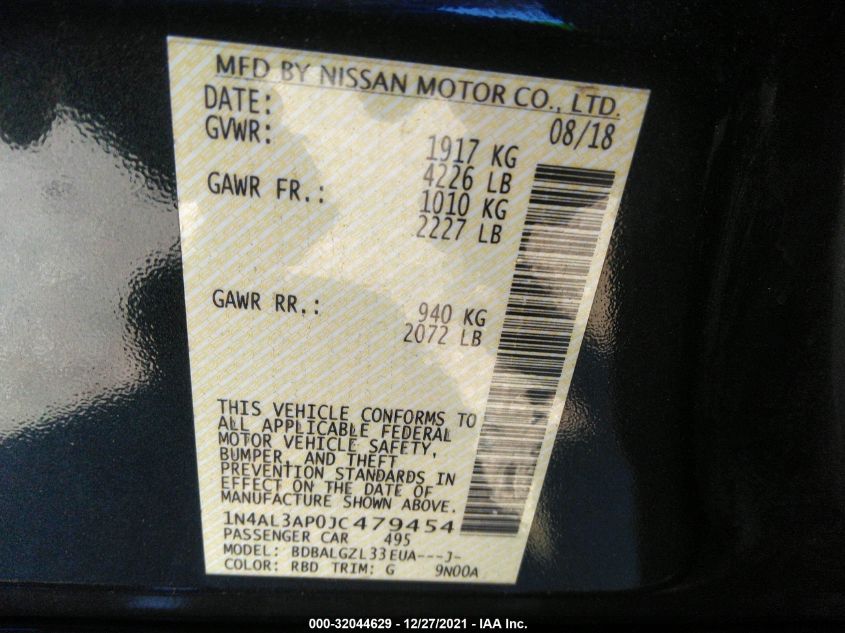 MFD BY NISSAN MOTOR CO., LTD.
DATE: 08/18
GVWR: 1917 KG
4226 LB
GAWR FR.: 1010 KG
2227 LB
GAWR RR.: 940 KG
2072 LB
THIS VEHICLE CONFORMS TO
ALL APPLICABLE FEDERAL
MOTOR VEHICLE SAFETY,
BUMPER, AND THEFT
PREVENTION STANDARDS IN
EFFECT ON THE DATE OF
MANUFACTURE SHOWN ABOVE.
1N4AL3AP0JC479454
PASSENGER CAR 495
MODEL: BDBALGZL33EUA---J-
COLOR: RBD TRIM: G 9N00A
000-32044629 - 12/27/2021 - IAA Inc.